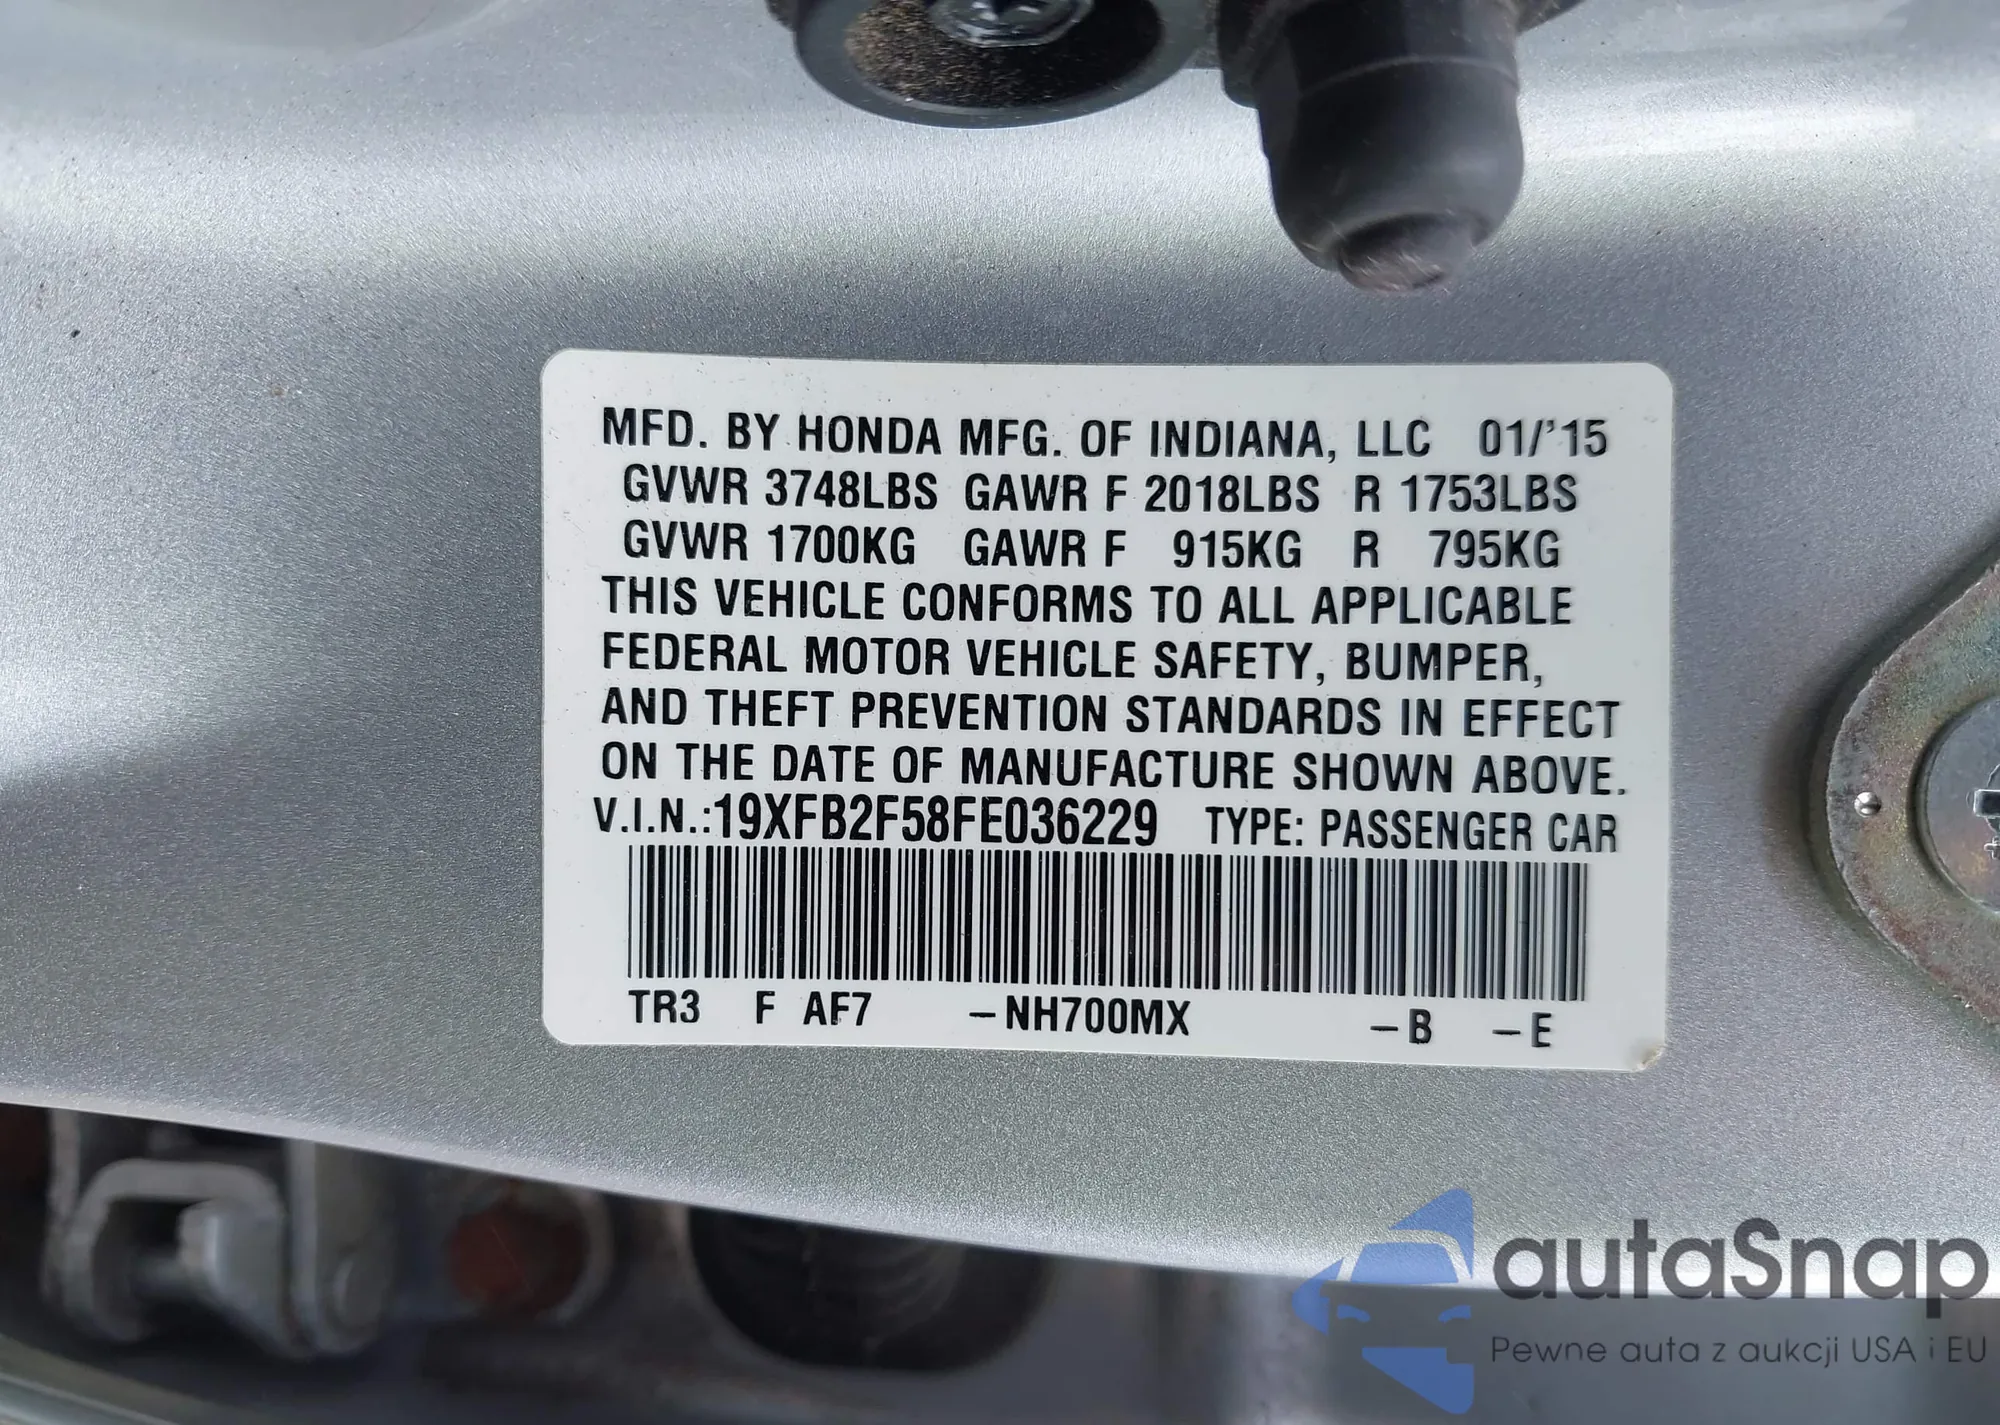 MFD. BY HONDA MFG. OF INDIANA, LLC 01/'15
GVWR 3748LBS GAWR F 2018LBS R 1753LBS
GVWR 1700KG GAWR F 915KG R 795KG
THIS VEHICLE CONFORMS TO ALL APPLICABLE
FEDERAL MOTOR VEHICLE SAFETY, BUMPER,
AND THEFT PREVENTION STANDARDS IN EFFECT
ON THE DATE OF MANUFACTURE SHOWN ABOVE.
V.I.N.:19XFB2F58FE036229 TYPE: PASSENGER CAR
TR3 F AF7 –NH700MX –B –E
autaSnap
Pewne auta z aukcji USA i EU